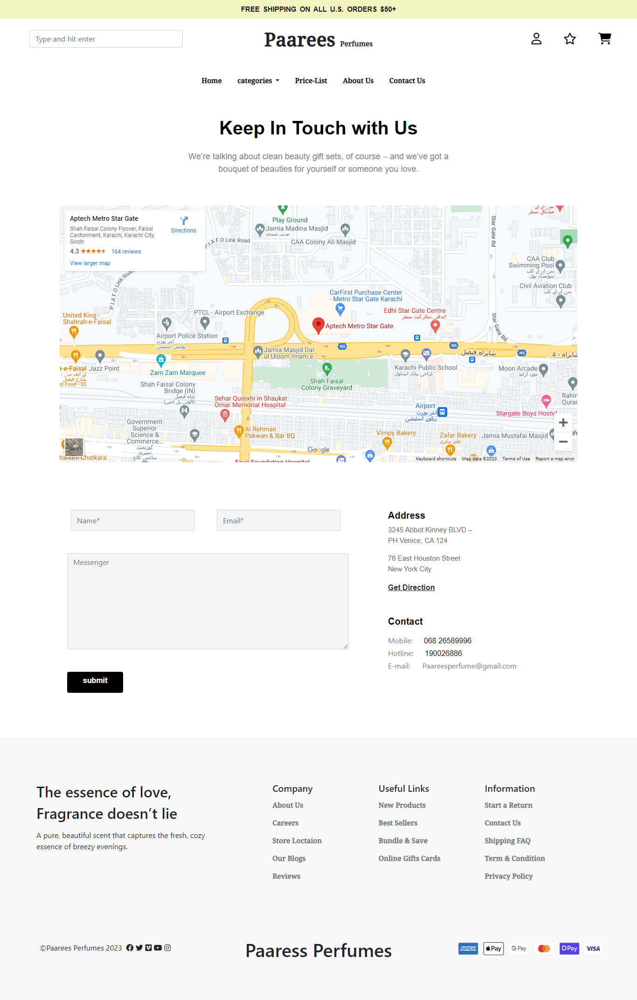 FREE SHIPPING ON ALL U.S. ORDERS $50+
Type and hit enter
Paarees Perfumes
Home
categories
Price-List
About Us
Contact Us
Keep In Touch with Us
We’re talking about clean beauty gift sets, of course – and we’ve got a
bouquet of beauties for yourself or someone you love.
Aptech Metro Star Gate
Shah Faisal Colony Flyover, Faisal
Cantonment, Karachi, Karachi City,
Sindh
4.3
164 reviews
View larger map
Directions
Play Ground
Jamia Madina Masjid
مدینہ مسجد
CAA Colony Ali Masjid
P.I.A F.O Link Road
P.I.A F.O Link Road
Star Gate Rd
سی اے اے
میڈیکل سینٹر
CAA Club
Swimming Pool
سی اے اے کلب
سوئمنگ پول
Civil Aviation Club
سی اے اے کلب
CarFirst Purchase Center
- Metro Star Gate Karachi
Edhi Star Gate Centre
ایدھی سٹار گیٹ سینٹر
PTCL - Airport Exchange
United King -
Shahrah-e-Faisal
Aptech Metro Star Gate
Star Gate Rd
Airport Police Station
ایئر پورٹ
پولیس اسٹیشن
N5
N5
N5
Jamia Masjid Dar
ul Uloom Imam e...
شاہراہ فیصل
شاہراہ - ۵
n-e-Faisal
کے ایف سی -
شارع فیصل
st Food • $$
Jazz Point
Zam Zam Marquee
Karachi Public School
کراچی پبلک اسکول
Moon Arcade
مون آرکیڈ
Shah Faisal
Colony Graveyard
Shah Faisal Colony
Bridge (IN)
شاہ فیصل
کالونی پل (میں)
Sehar Qurexhi in Shaukat
Omar Memorial Hospital
Airport
ایئر پورٹ
ریلوے اسٹیشن
Rahin
Qurar
Stargate Boys Hostel
Government
Superior
Science &
Commerce...
گورنمنٹ
سپیریئر
سائنس کالج
Al Rehman
Pakwan & Bar BQ
Vimpy Bakery
Zafar Bakery
ظفر بیکری
Jamia Mustafai Masjid
handni Chatkara
Fauji Foundation Hospital
Google
Keyboard shortcuts
Map data ©2023
Terms of Use
Report a map error
Name*
Email*
Messenger
submit
Address
3245 Abbot Kinney BLVD –
PH Venice, CA 124
76 East Houston Street
New York City
Get Direction
Contact
Mobile: 068 26589996
Hotline: 190026886
E-mail: Paareesperfume@gmail.com
The essence of love,
Fragrance doesn’t lie
A pure, beautiful scent that captures the fresh, cozy
essence of breezy evenings.
Company
About Us
Careers
Store Loctaion
Our Blogs
Reviews
Useful Links
New Products
Best Sellers
Bundle & Save
Online Gifts Cards
Information
Start a Return
Contact Us
Shipping FAQ
Term & Condition
Privacy Policy
©Paarees Perfumes 2023
Paaress Perfumes
AMEX
Pay
G Pay
Pay
VISA